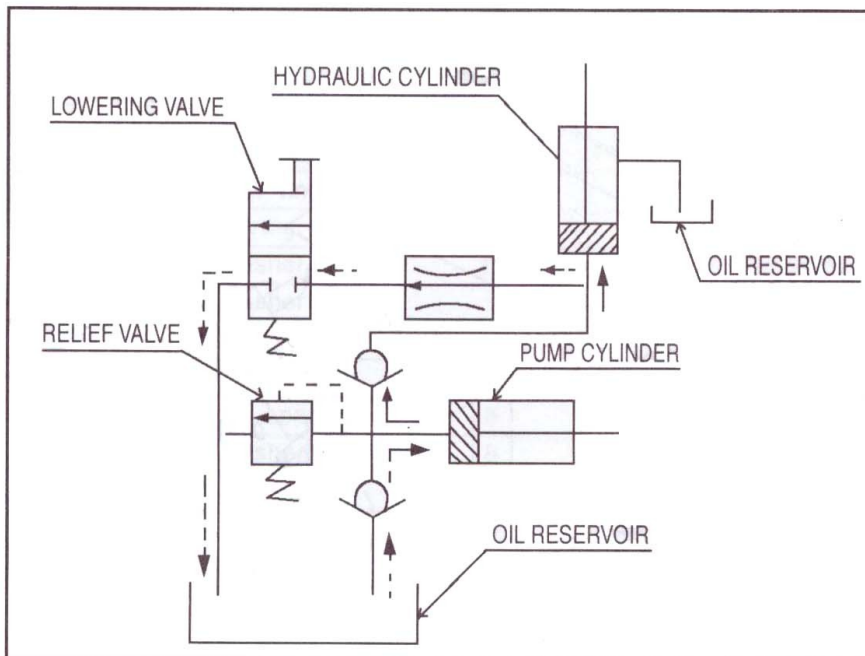 HYDRAULIC CYLINDER
LOWERING VALVE
OIL RESERVOIR
RELIEF VALVE
PUMP CYLINDER
OIL RESERVOIR